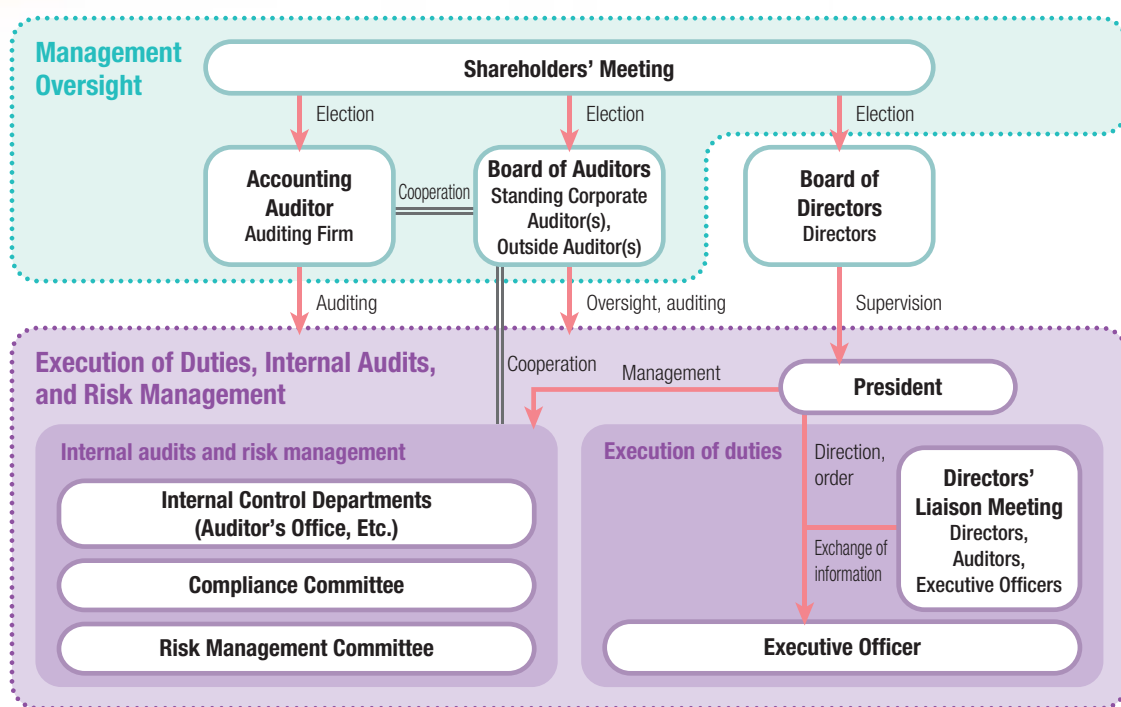 Management
Oversight
Shareholders’ Meeting
Election
Election
Election
Accounting
Auditor
Auditing Firm
Cooperation
Board of Auditors
Standing Corporate
Auditor(s),
Outside Auditor(s)
Board of
Directors
Directors
Auditing
Oversight, auditing
Supervision
Execution of Duties, Internal Audits,
and Risk Management
Cooperation
Management
President
Internal audits and risk management
Internal Control Departments
(Auditor’s Office, Etc.)
Compliance Committee
Risk Management Committee
Execution of duties
Direction,
order
Directors’
Liaison Meeting
Directors,
Auditors,
Executive Officers
Exchange of
information
Executive Officer